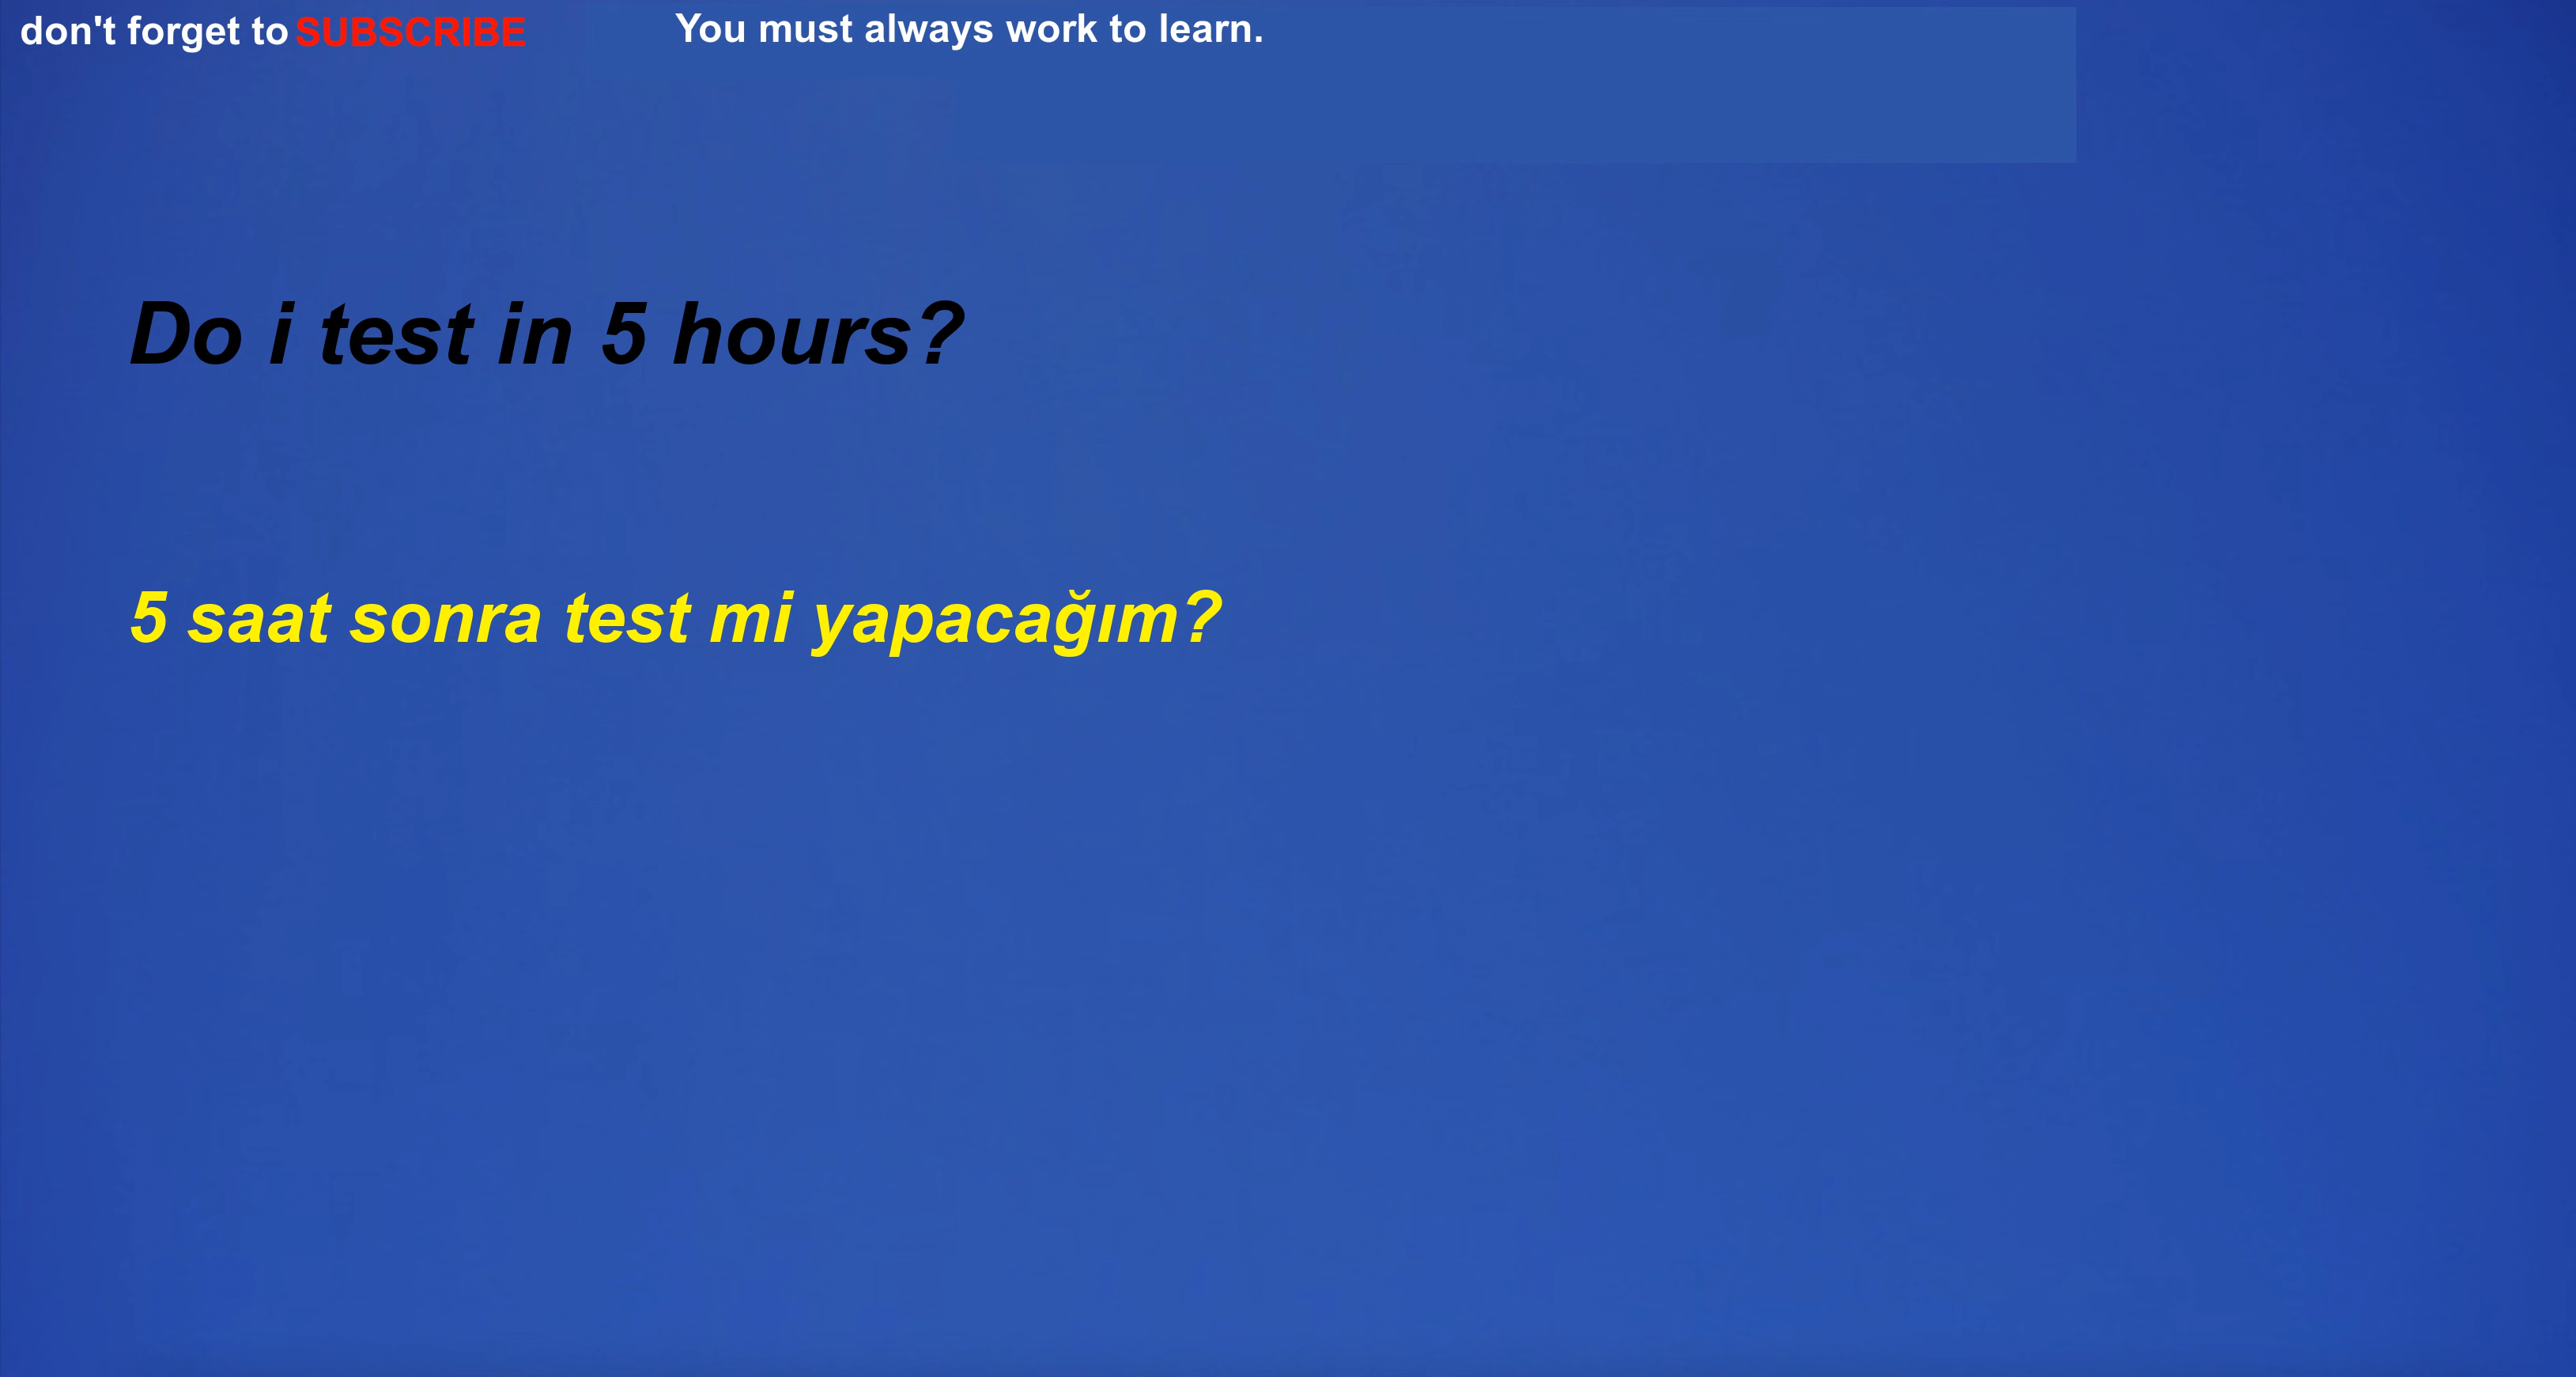 don't forget to SUBSCRIBE
You must always work to learn.
Do i test in 5 hours?
5 saat sonra test mi yapacağım?